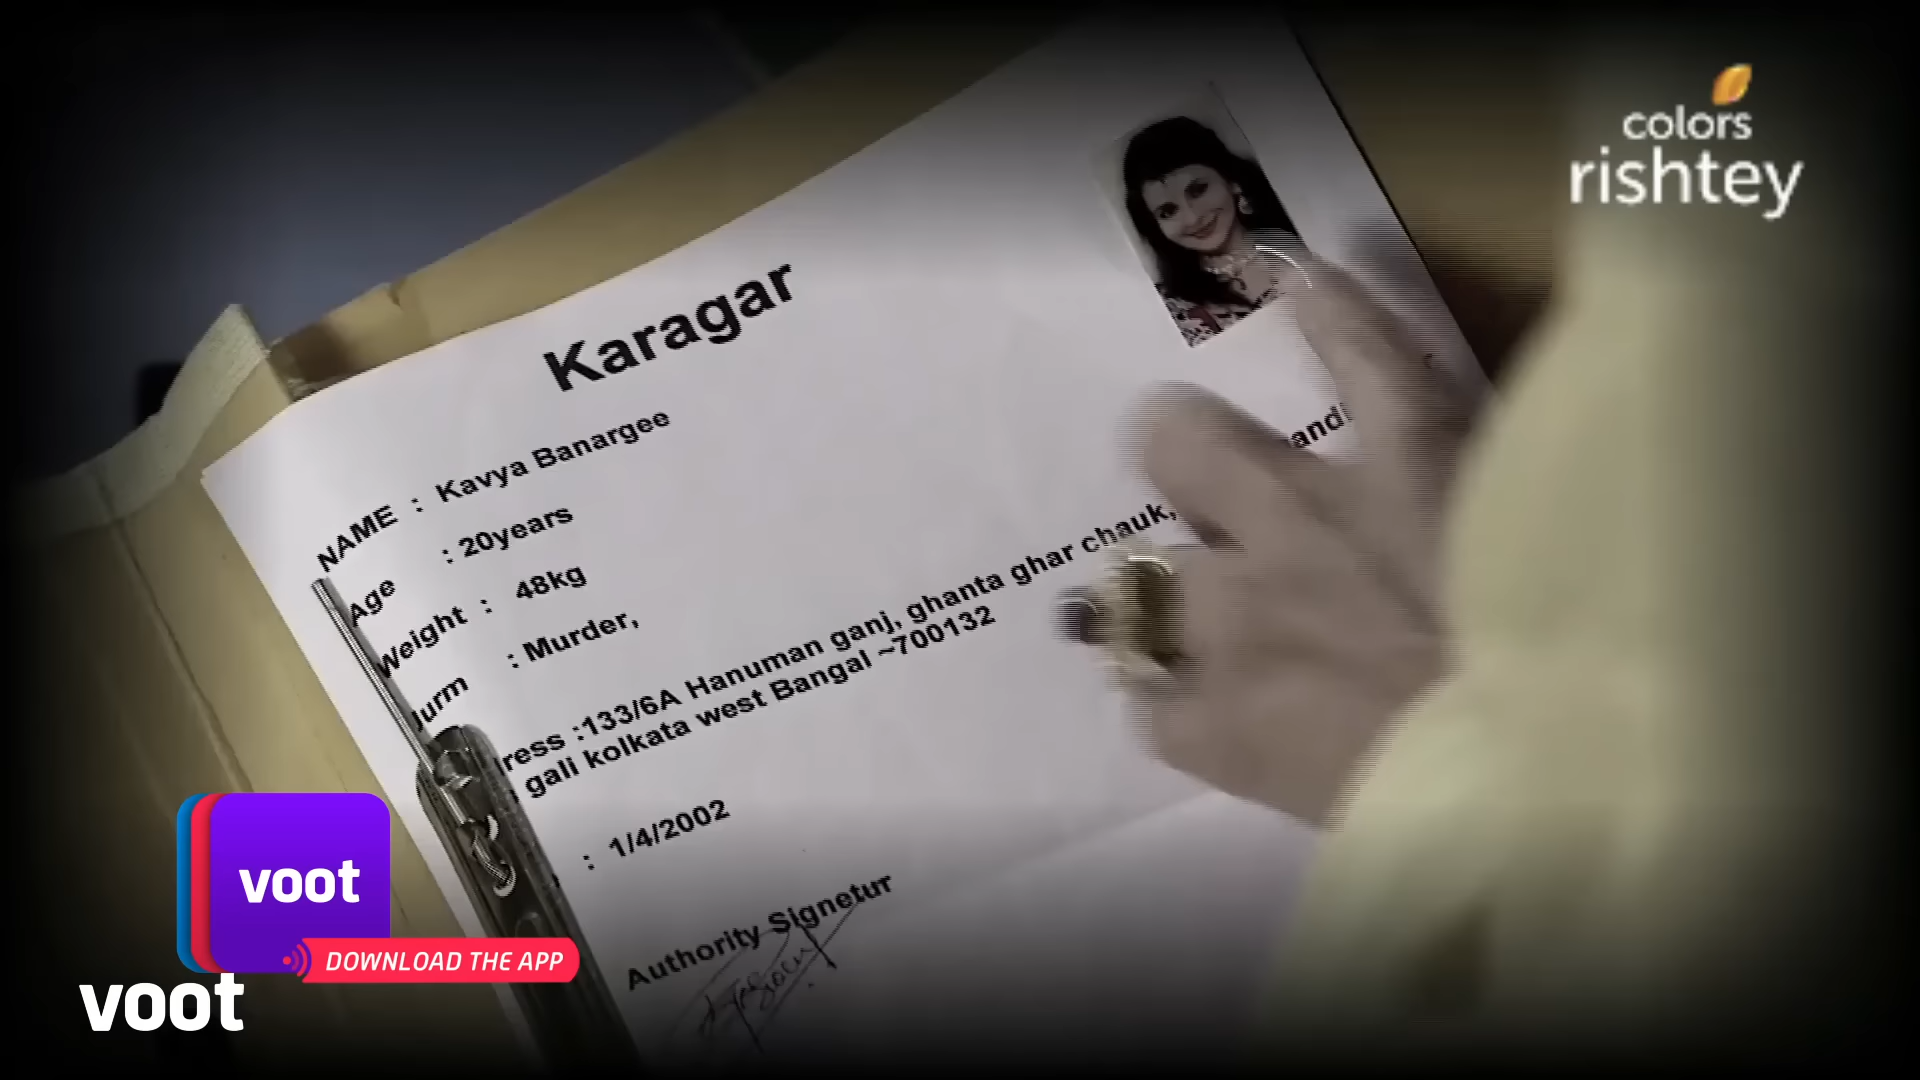 colors
rishtey
Karagar
NAME : Kavya Banargee
Age : 20years
Weight : 48kg
Jurm : Murder,
ress :133/6A Hanuman ganj, ghanta ghar chauk, andi
gali kolkata west Bangal ~700132
: 1/4/2002
Authority Signetur
voot
DOWNLOAD THE APP
voot